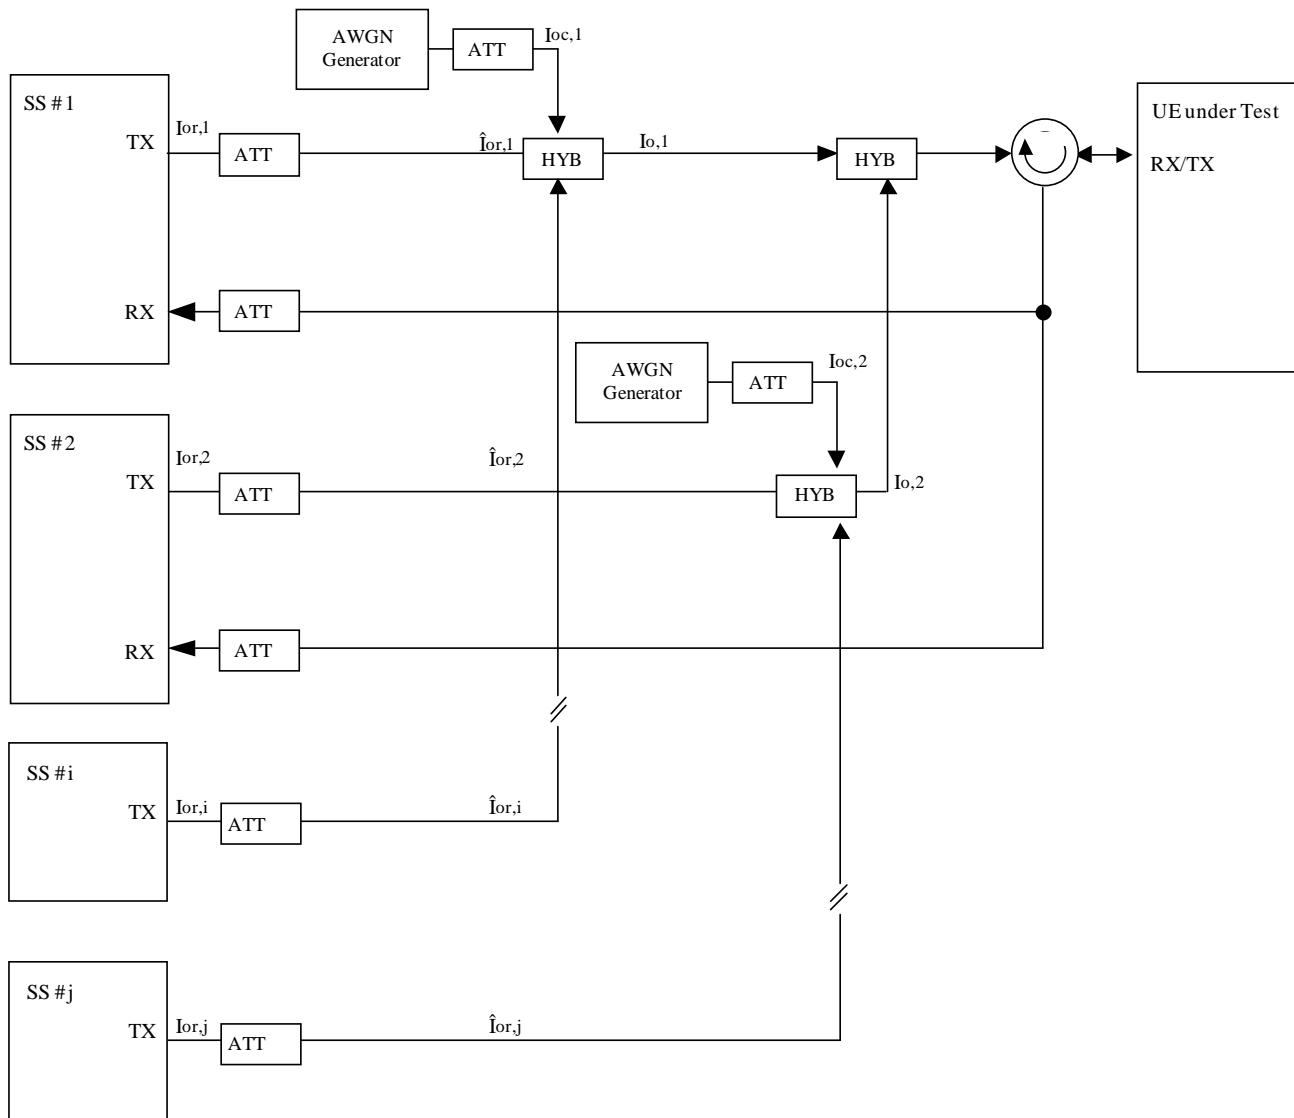 AWGN
Generator
ATT
Ioc,1
SS #1
TX
Ior,1
ATT
Îor,1
HYB
Io,1
HYB
UE under Test
RX/TX
RX
ATT
AWGN
Generator
ATT
Ioc,2
SS #2
TX
Ior,2
ATT
Îor,2
HYB
Io,2
RX
ATT
SS #i
TX
Ior,i
ATT
Îor,i
SS #j
TX
Ior,j
ATT
Îor,j